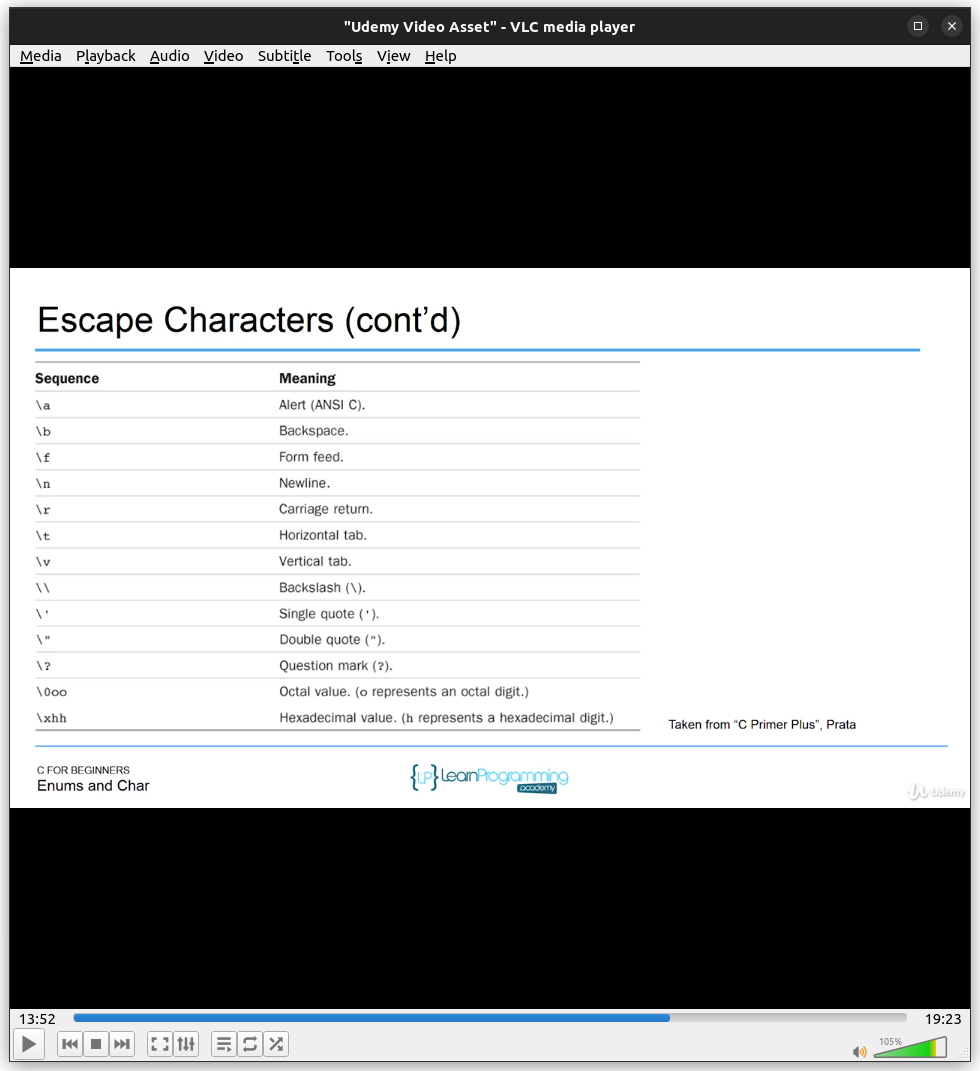 "Udemy Video Asset" - VLC media player
Media Playback Audio Video Subtitle Tools View Help
Escape Characters (cont’d)
Sequence Meaning
\a Alert (ANSI C).
\b Backspace.
\f Form feed.
\n Newline.
\r Carriage return.
\t Horizontal tab.
\v Vertical tab.
\\ Backslash (\).
\' Single quote (').
\" Double quote (").
\? Question mark (?).
\0oo Octal value. (o represents an octal digit.)
\xhh Hexadecimal value. (h represents a hexadecimal digit.)
Taken from “C Primer Plus”, Prata
C FOR BEGINNERS
Enums and Char
{LP} LearnProgramming
academy
Udemy
13:52 19:23
105%